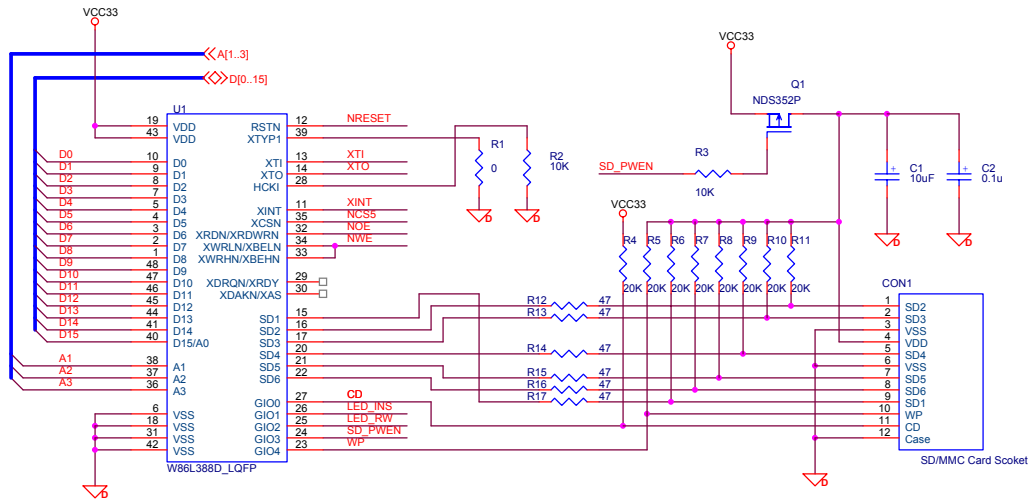 VCC33
A[1..3]
D[0..15]
U1
19 VDD RSTN 12 NRESET
43 VDD XTYP1 39
D0 10 D0 XTI 13 XTI
D1 9 D1 XTO 14 XTO
D2 8 D2 HCKI 28
D3 7 D3
D4 5 D4 XINT 11 XINT
D5 4 D5 XCSN 35 NCS5
D6 3 D6 XRDN/XRDWRN 32 NOE
D7 2 D7 XWRLN/XBELN 34 NWE
D8 1 D8 XWRHN/XBEHN 33
D9 48 D9
D10 47 D10 XDRQN/XRDY 29
D11 46 D11 XDAKN/XAS 30
D12 45 D12
D13 44 D13 SD1 15
D14 41 D14 SD2 16
D15 40 D15/A0 SD3 17
SD4 20
A1 38 A1 SD5 21
A2 37 A2 SD6 22
A3 36 A3
GIO0 27 CD
6 VSS GIO1 26 LED_INS
18 VSS GIO2 25 LED_RW
31 VSS GIO3 24 SD_PWEN
42 VSS GIO4 23 WP
W86L388D_LQFP
D
R1
0
D
R2
10K
D
VCC33
Q1
NDS352P
SD_PWEN
R3
10K
C1
10uF
+
D
C2
0.1u
+
D
VCC33
R4 R5 R6 R7 R8 R9 R10 R11
20K 20K 20K 20K 20K 20K 20K 20K
R12 47
R13 47
R14 47
R15 47
R16 47
R17 47
CON1
1 SD2
2 SD3
3 VSS
4 VDD
5 SD4
6 VSS
7 SD5
8 SD6
9 SD1
10 WP
11 CD
12 Case
SD/MMC Card Scoket
D